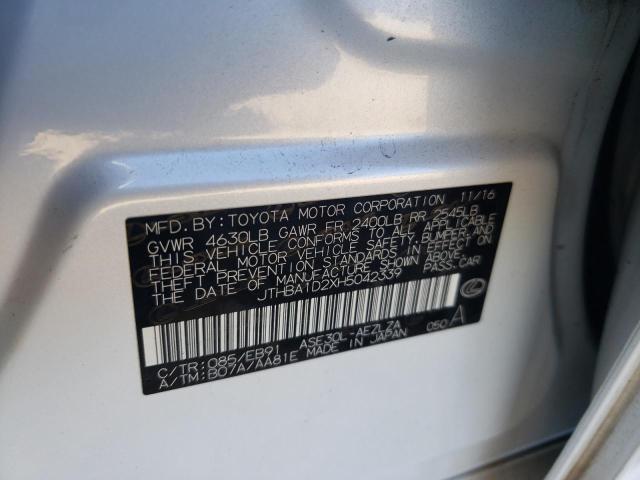 MFD. BY: TOYOTA MOTOR CORPORATION 11/16
GVWR 4630LB GAWR FR 2400LB RR 2545LB
THIS VEHICLE CONFORMS TO ALL APPLICABLE
FEDERAL MOTOR VEHICLE SAFETY, BUMPER, AND
THEFT PREVENTION STANDARDS IN EFFECT ON
THE DATE OF MANUFACTURE SHOWN ABOVE.
JTHBA1D2XH5042339 PASS CAR
C/TR: 085/EB91 ASE30L-AEZLZA 050 A
A/TM: B07A/AA81E MADE IN JAPAN